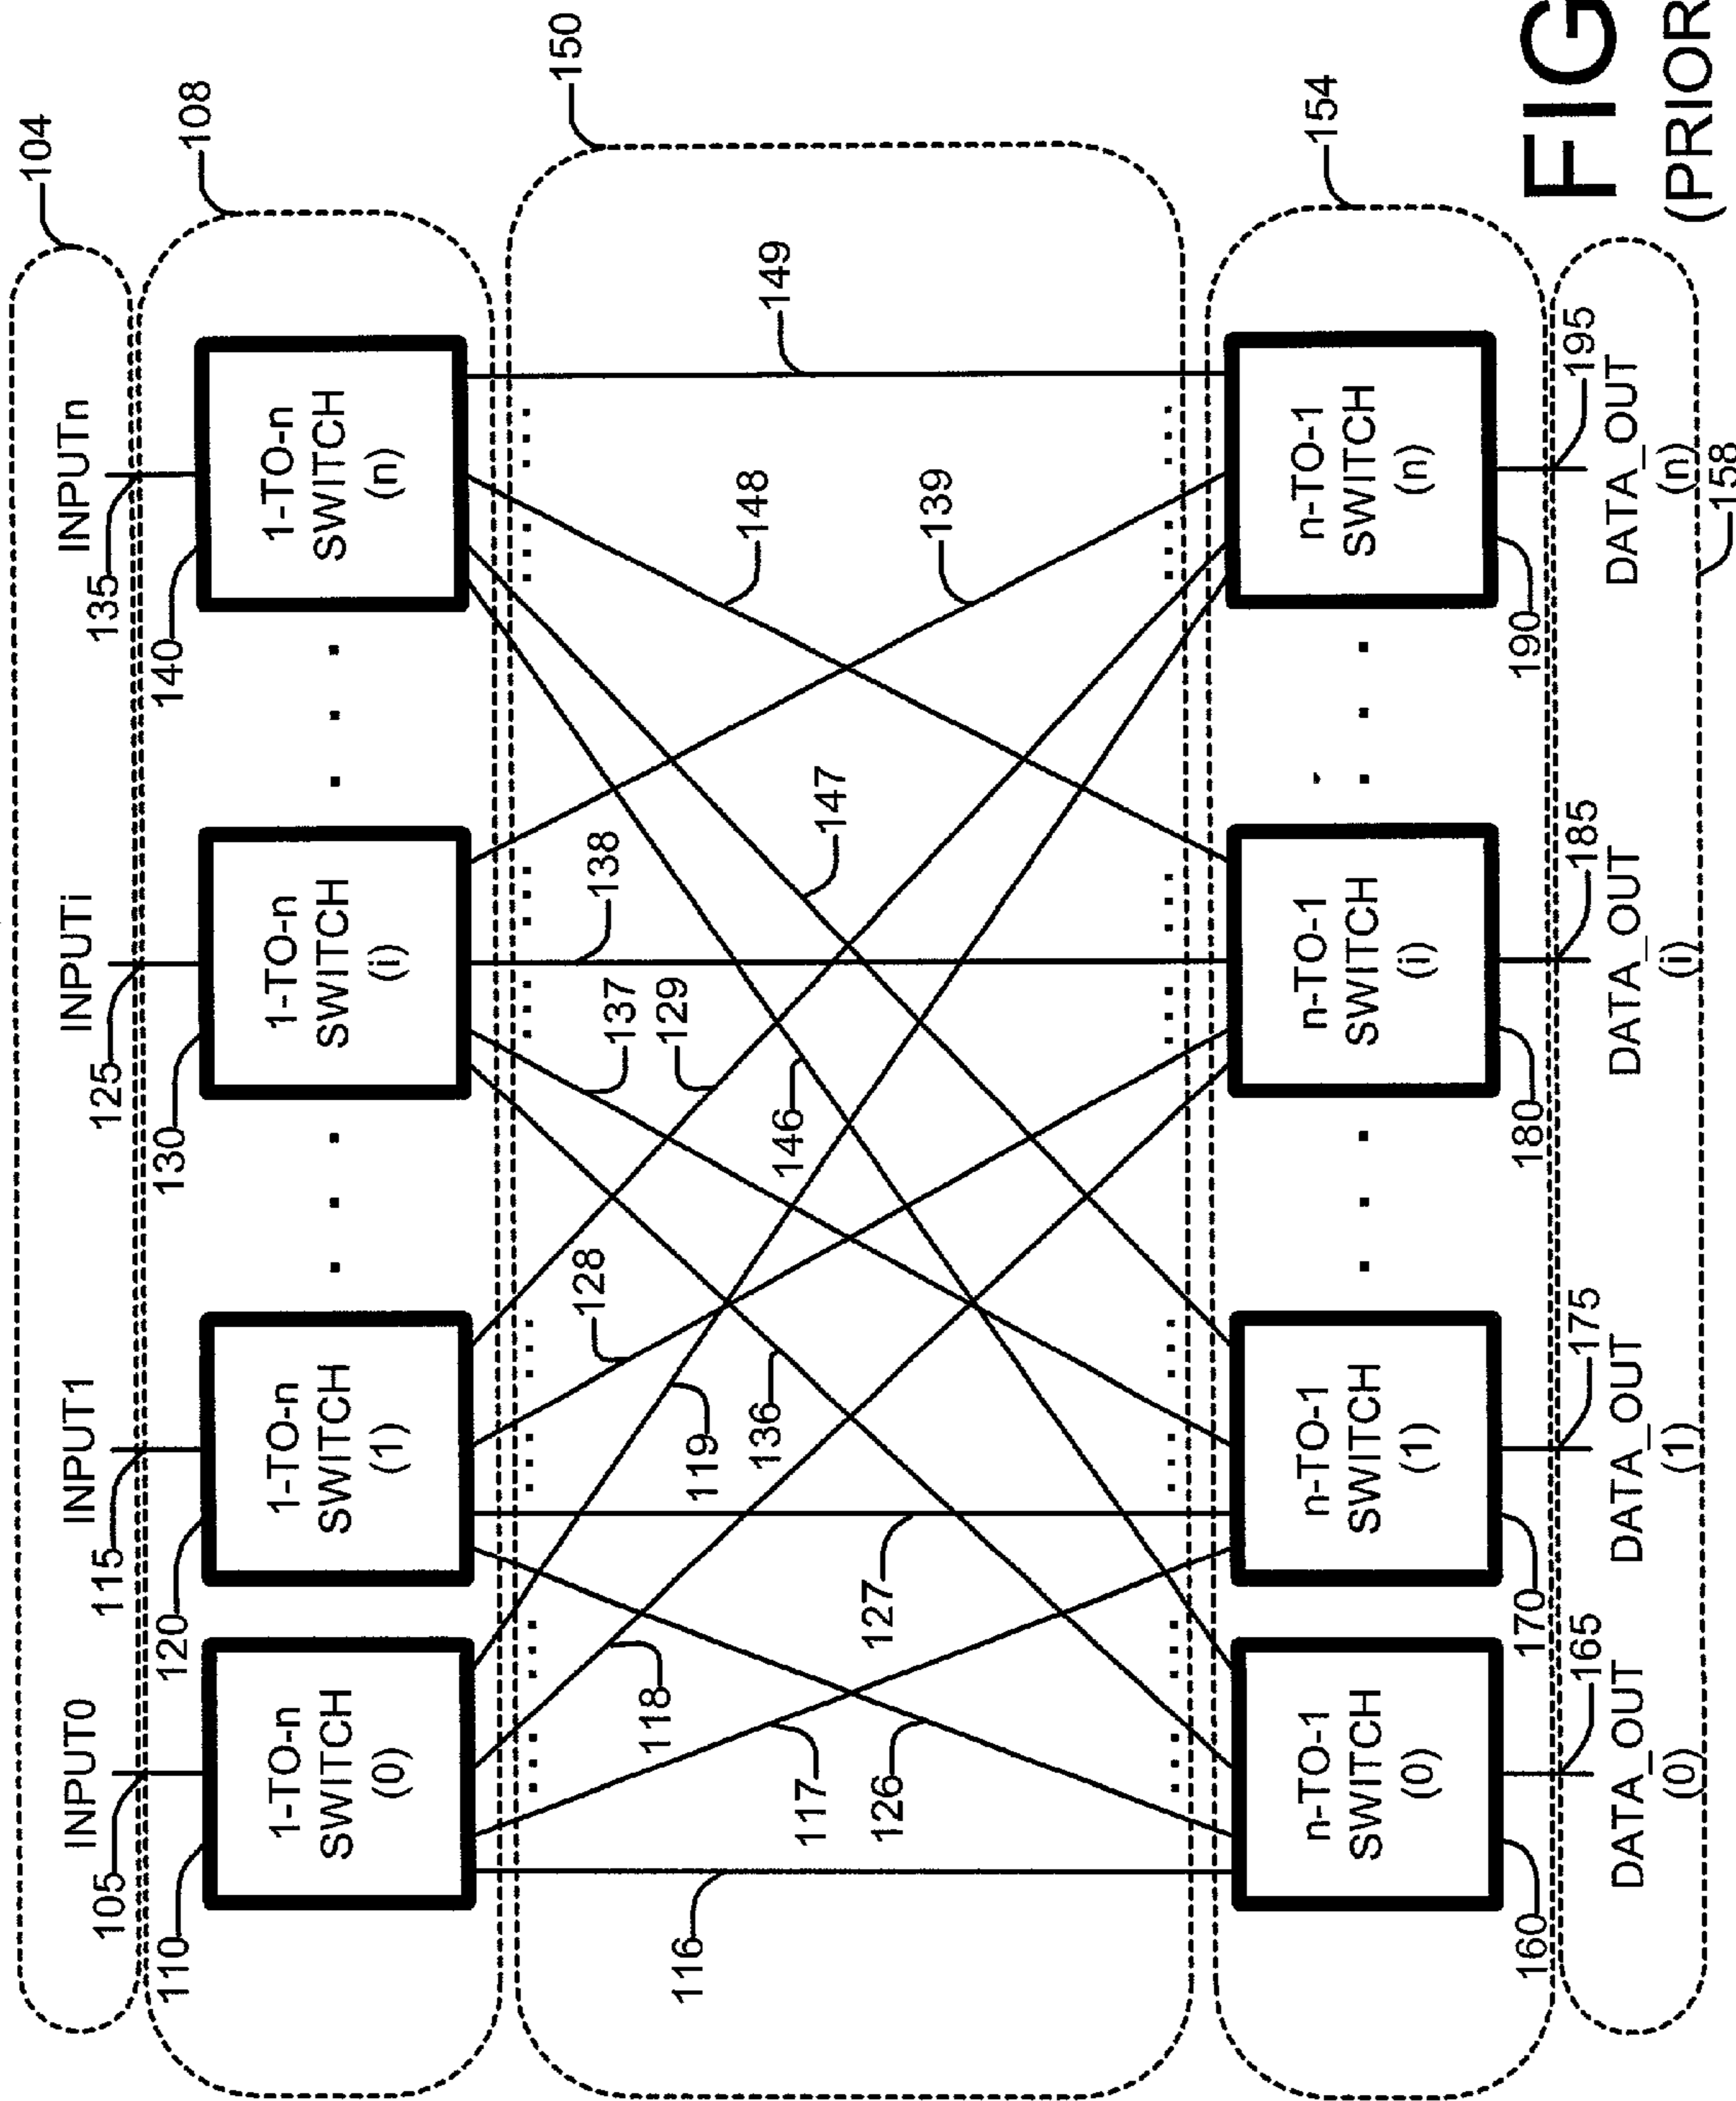 104
108
150
154
158
INPUT0
INPUT1
INPUTi
INPUTn
105
115
125
135
110
120
130
140
1-TO-n
SWITCH
(0)
1-TO-n
SWITCH
(1)
1-TO-n
SWITCH
(i)
1-TO-n
SWITCH
(n)
116
117
118
119
126
127
128
129
136
137
138
139
146
147
148
149
n-TO-1
SWITCH
(0)
n-TO-1
SWITCH
(1)
n-TO-1
SWITCH
(i)
n-TO-1
SWITCH
(n)
160
170
180
190
165
175
185
195
DATA_OUT
(0)
DATA_OUT
(1)
DATA_OUT
(i)
DATA_OUT
(n)
FIG
(PRIOR